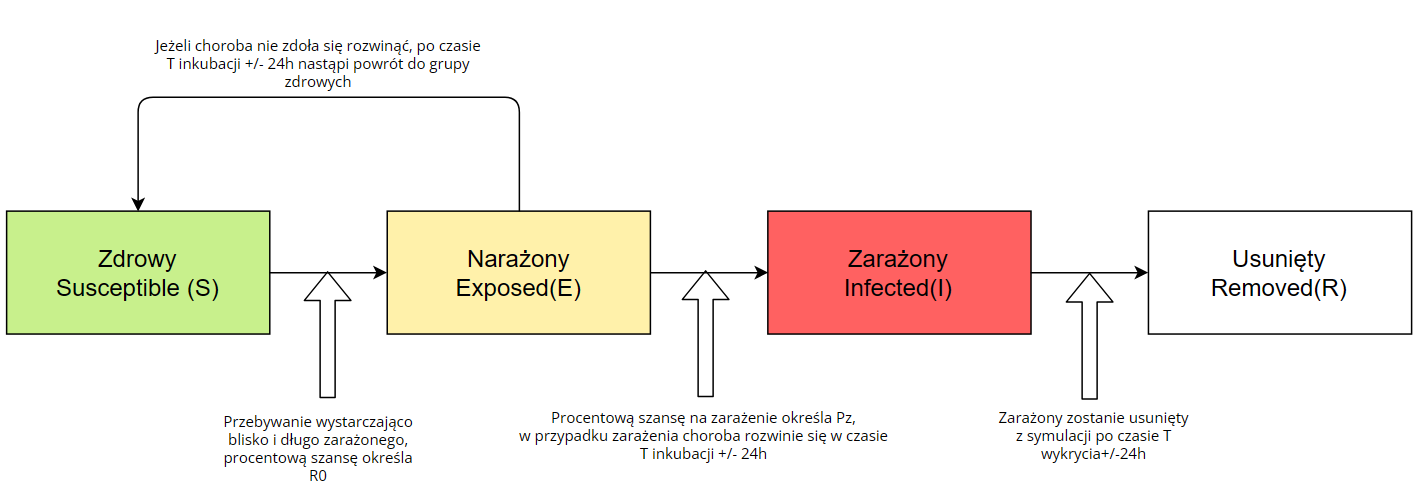 Jeżeli choroba nie zdoła się rozwinąć, po czasie
T inkubacji +/- 24h nastąpi powrót do grupy
zdrowych
Zdrowy
Susceptible (S)
Narażony
Exposed(E)
Zarażony
Infected(I)
Usunięty
Removed(R)
Przebywanie wystarczająco
blisko i długo zarażonego,
procentową szansę określa
R0
Procentową szansę na zarażenie określa Pz,
w przypadku zarażenia choroba rozwinie się w czasie
T inkubacji +/- 24h
Zarażony zostanie usunięty
z symulacji po czasie T
wykrycia+/-24h